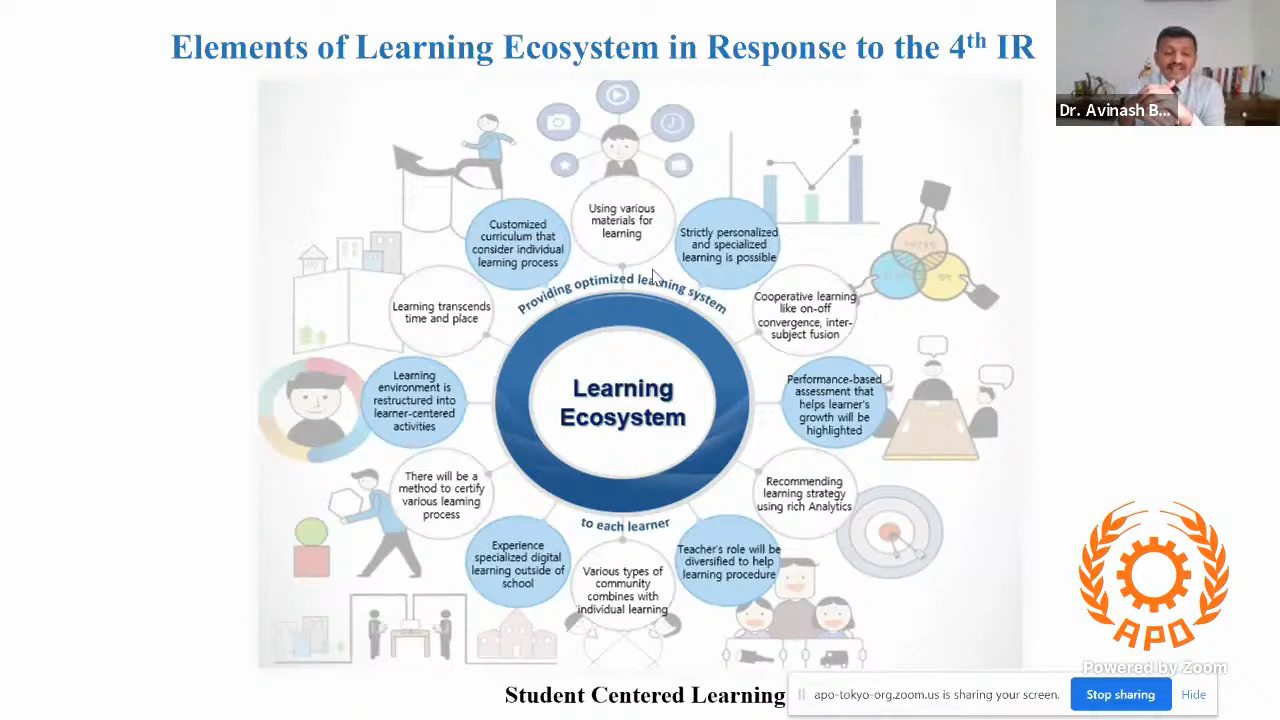 Elements of Learning Ecosystem in Response to the 4th IR
Dr. Avinash B...
Using various
materials for
learning
Strictly personalized
and specialized
learning is possible
Cooperative learning
like on-off
convergence, inter-
subject fusion
Performance-based
assessment that
helps learner's
growth will be
highlighted
Recommending
learning strategy
using rich Analytics
Teacher's role will be
diversified to help
learning procedure
Various types of
community
combines with
individual learning
Experience
specialized digital
learning outside of
school
There will be a
method to certify
various learning
process
Learning
environment is
restructured into
learner-centered
activities
Learning transcends
time and place
Customized
curriculum that
consider individual
learning process
Providing optimized learning system
to each learner
Learning
Ecosystem
APO
Powered by Zoom
Student Centered Learning
apo-tokyo-org.zoom.us is sharing your screen.
Stop sharing
Hide